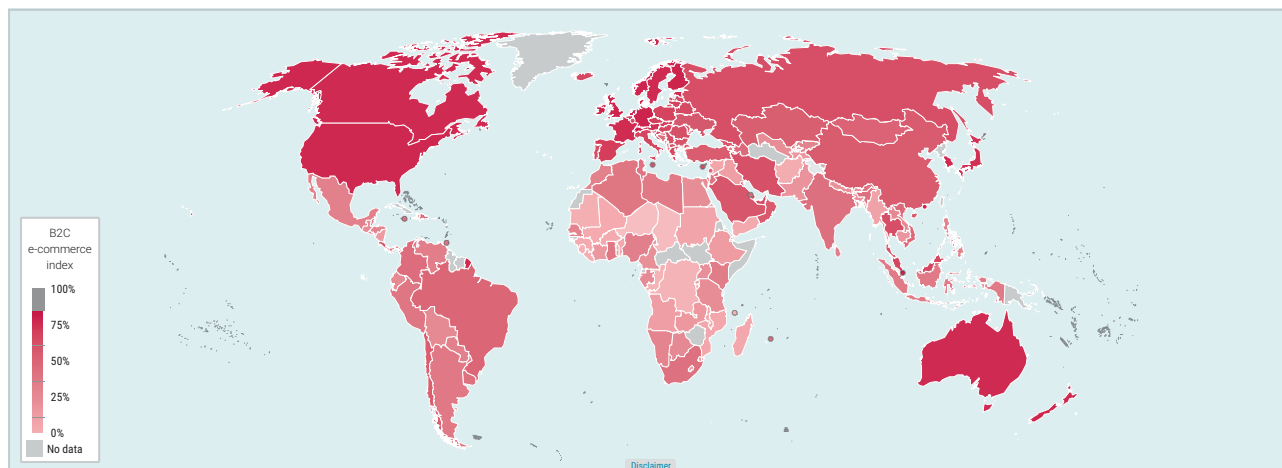 B2C
e-commerce
index
100%
75%
50%
25%
0%
No data
Disclaimer